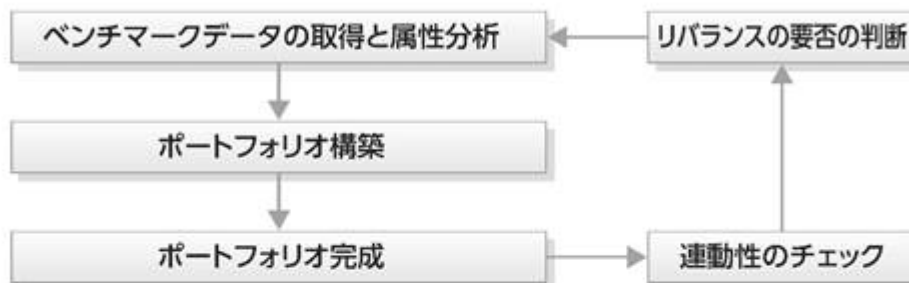 ベンチマークデータの取得と属性分析
リバランスの要否の判断
ポートフォリオ構築
ポートフォリオ完成
連動性のチェック